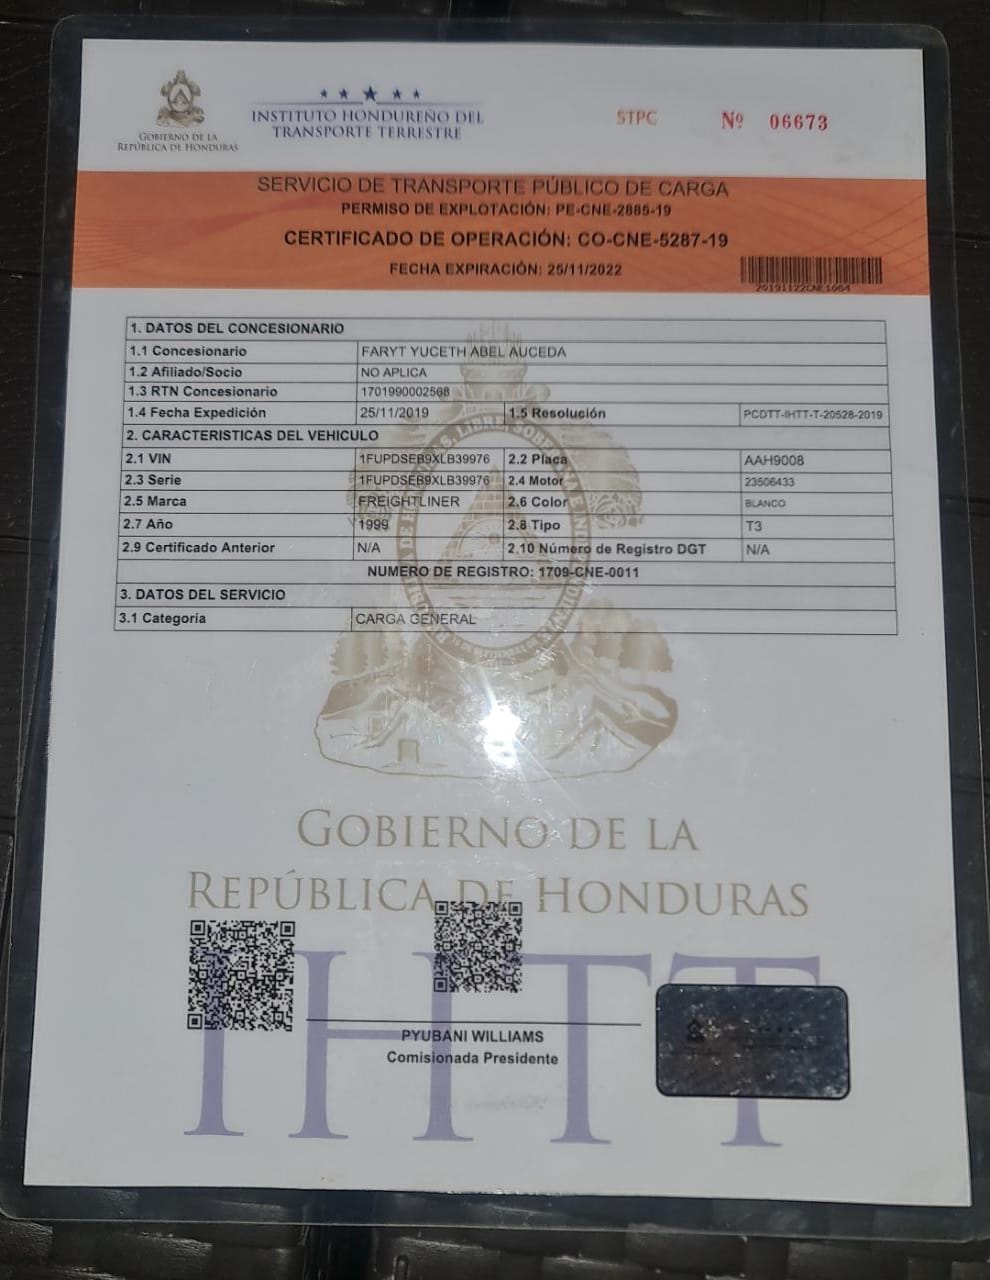 GOBIERNO DE LA
REPÚBLICA DE HONDURAS
INSTITUTO HONDUREÑO DEL
TRANSPORTE TERRESTRE
STPC
Nº 06673
SERVICIO DE TRANSPORTE PÚBLICO DE CARGA
PERMISO DE EXPLOTACIÓN: PE-CNE-2885-19
CERTIFICADO DE OPERACIÓN: CO-CNE-5287-19
FECHA EXPIRACIÓN: 25/11/2022
20191122CNE1064
1. DATOS DEL CONCESIONARIO
1.1 Concesionario FARYT YUCETH ABEL AUCEDA
1.2 Afiliado/Socio NO APLICA
1.3 RTN Concesionario 1701990002568
1.4 Fecha Expedición 25/11/2019 1.5 Resolución PCDTT-IHTT-T-20528-2019
2. CARACTERISTICAS DEL VEHICULO
2.1 VIN 1FUPDSEB9XLB39976 2.2 Placa AAH9008
2.3 Serie 1FUPDSEB9XLB39976 2.4 Motor 23506433
2.5 Marca FREIGHTLINER 2.6 Color BLANCO
2.7 Año 1999 2.8 Tipo T3
2.9 Certificado Anterior N/A 2.10 Número de Registro DGT N/A
NUMERO DE REGISTRO: 1709-CNE-0011
3. DATOS DEL SERVICIO
3.1 Categoría CARGA GENERAL
GOBIERNO DE LA
REPÚBLICA DE HONDURAS
IHTT
PYUBANI WILLIAMS
Comisionada Presidente